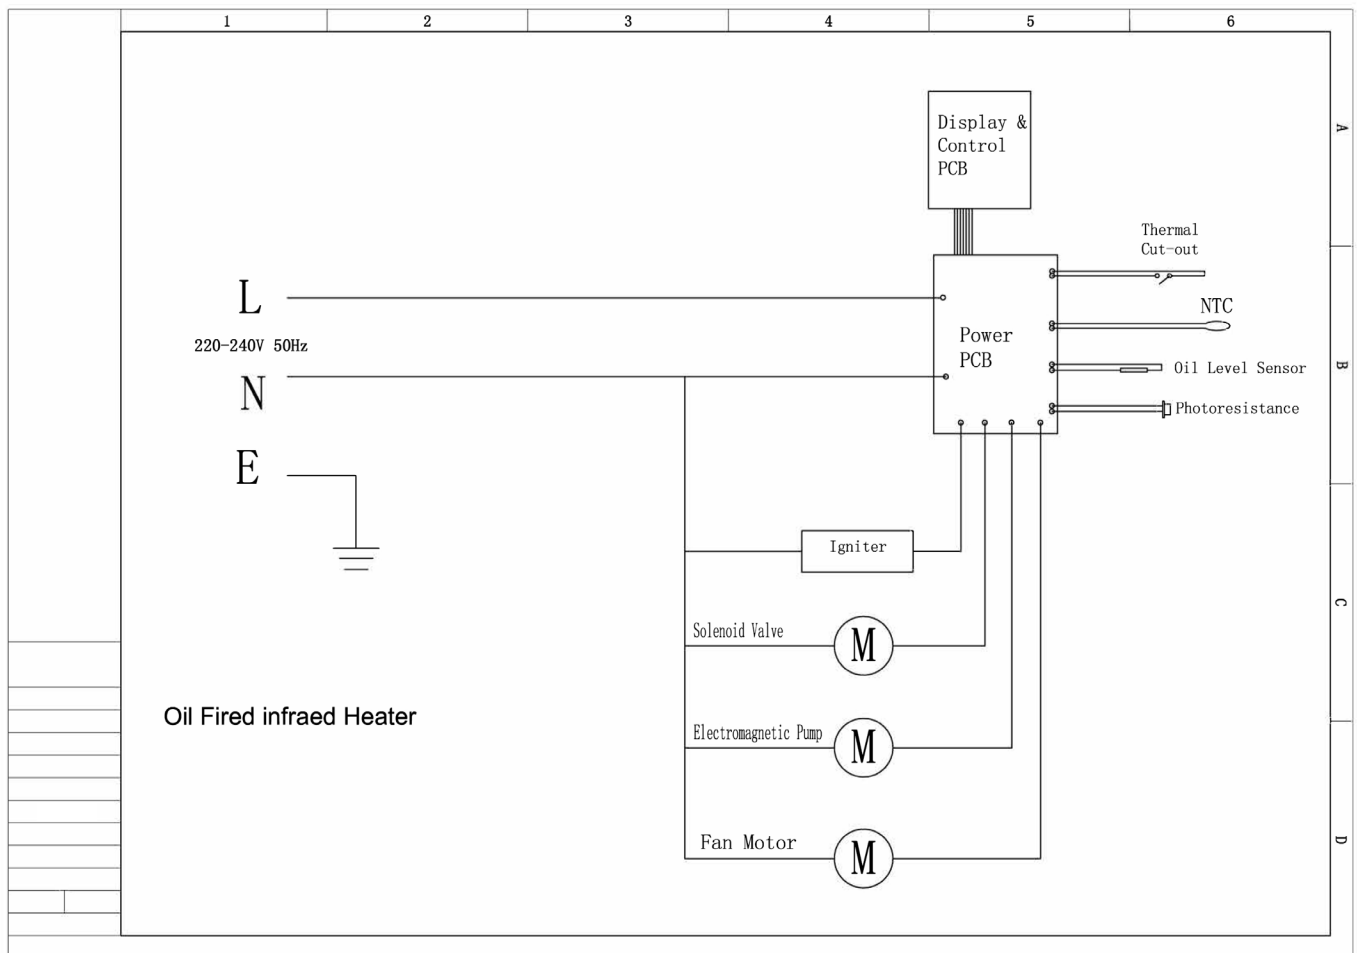 1 2 3 4 5 6
A
Display &
Control
PCB
Thermal
Cut-out
L
NTC
220-240V 50Hz
Power
PCB
B
Oil Level Sensor
N
Photoresistance
E
Igniter
C
Solenoid Valve
M
Oil Fired infraed Heater
Electromagnetic Pump
M
Fan Motor
M
D